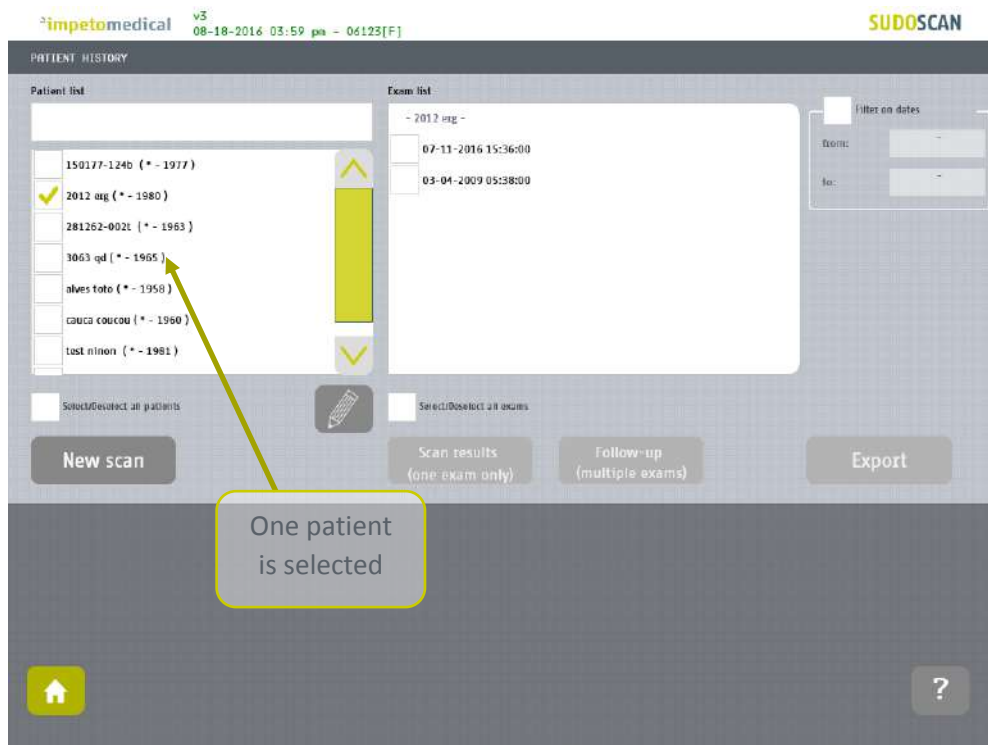 impetomedical
v3
08-18-2016 03:59 pm - 06123[F]
SUDOSCAN
PATIENT HISTORY
Patient list
150177-124b (* - 1977)
2012 erg (* - 1980)
281262-002t (* - 1963)
3063 qd (* - 1965)
alves toto (* - 1958)
cauca coucou (* - 1960)
test ninon (* - 1981)
Select/Deselect all patients
New scan
Exam list
- 2012 erg -
07-11-2016 15:36:00
03-04-2009 05:38:00
Select/Deselect all exams
Scan results
(one exam only)
Follow-up
(multiple exams)
Filter on dates
from:
-
to:
-
Export
One patient
is selected
?